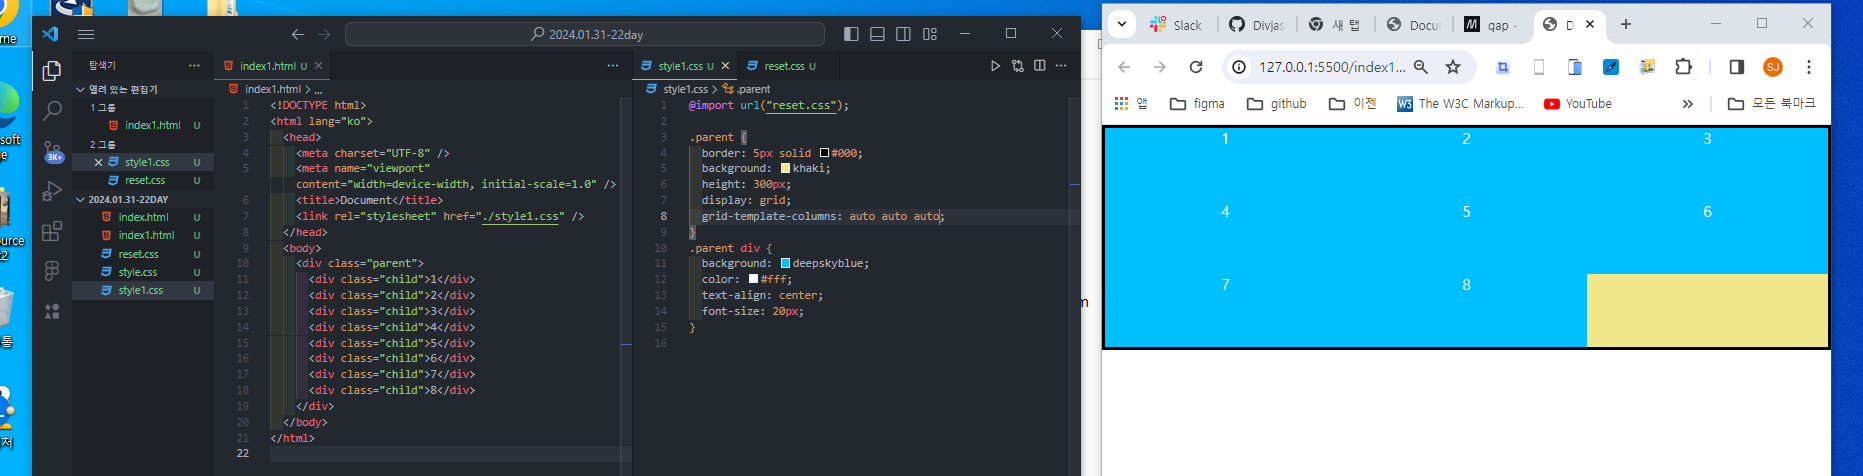 me
soft
e
ource
t2
통
처
2024.01.31-22day
탐색기
열려 있는 편집기
1 그룹
index1.html U
2 그룹
style1.css U
reset.css U
2024.01.31-22DAY
index.html U
index1.html U
reset.css U
style.css U
style1.css U
3K+
index1.html U
index1.html > ...
1 <!DOCTYPE html>
2 <html lang="ko">
3 <head>
4 <meta charset="UTF-8" />
5 <meta name="viewport"
content="width=device-width, initial-scale=1.0" />
6 <title>Document</title>
7 <link rel="stylesheet" href="./style1.css" />
8 </head>
9 <body>
10 <div class="parent">
11 <div class="child">1</div>
12 <div class="child">2</div>
13 <div class="child">3</div>
14 <div class="child">4</div>
15 <div class="child">5</div>
16 <div class="child">6</div>
17 <div class="child">7</div>
18 <div class="child">8</div>
19 </div>
20 </body>
21 </html>
22
style1.css U
reset.css U
style1.css > .parent
1 @import url("reset.css");
2
3 .parent {
4 border: 5px solid #000;
5 background: khaki;
6 height: 300px;
7 display: grid;
8 grid-template-columns: auto auto auto;
9 }
10 .parent div {
11 background: deepskyblue;
12 color: #fff;
13 text-align: center;
14 font-size: 20px;
15 }
16
m
Slack
Divjas
새 탭
Docu
gap -
D
127.0.0.1:5500/index1...
SJ
앱
figma
github
이젠
W3
The W3C Markup...
YouTube
»
모든 북마크
1 2 3
4 5 6
7 8